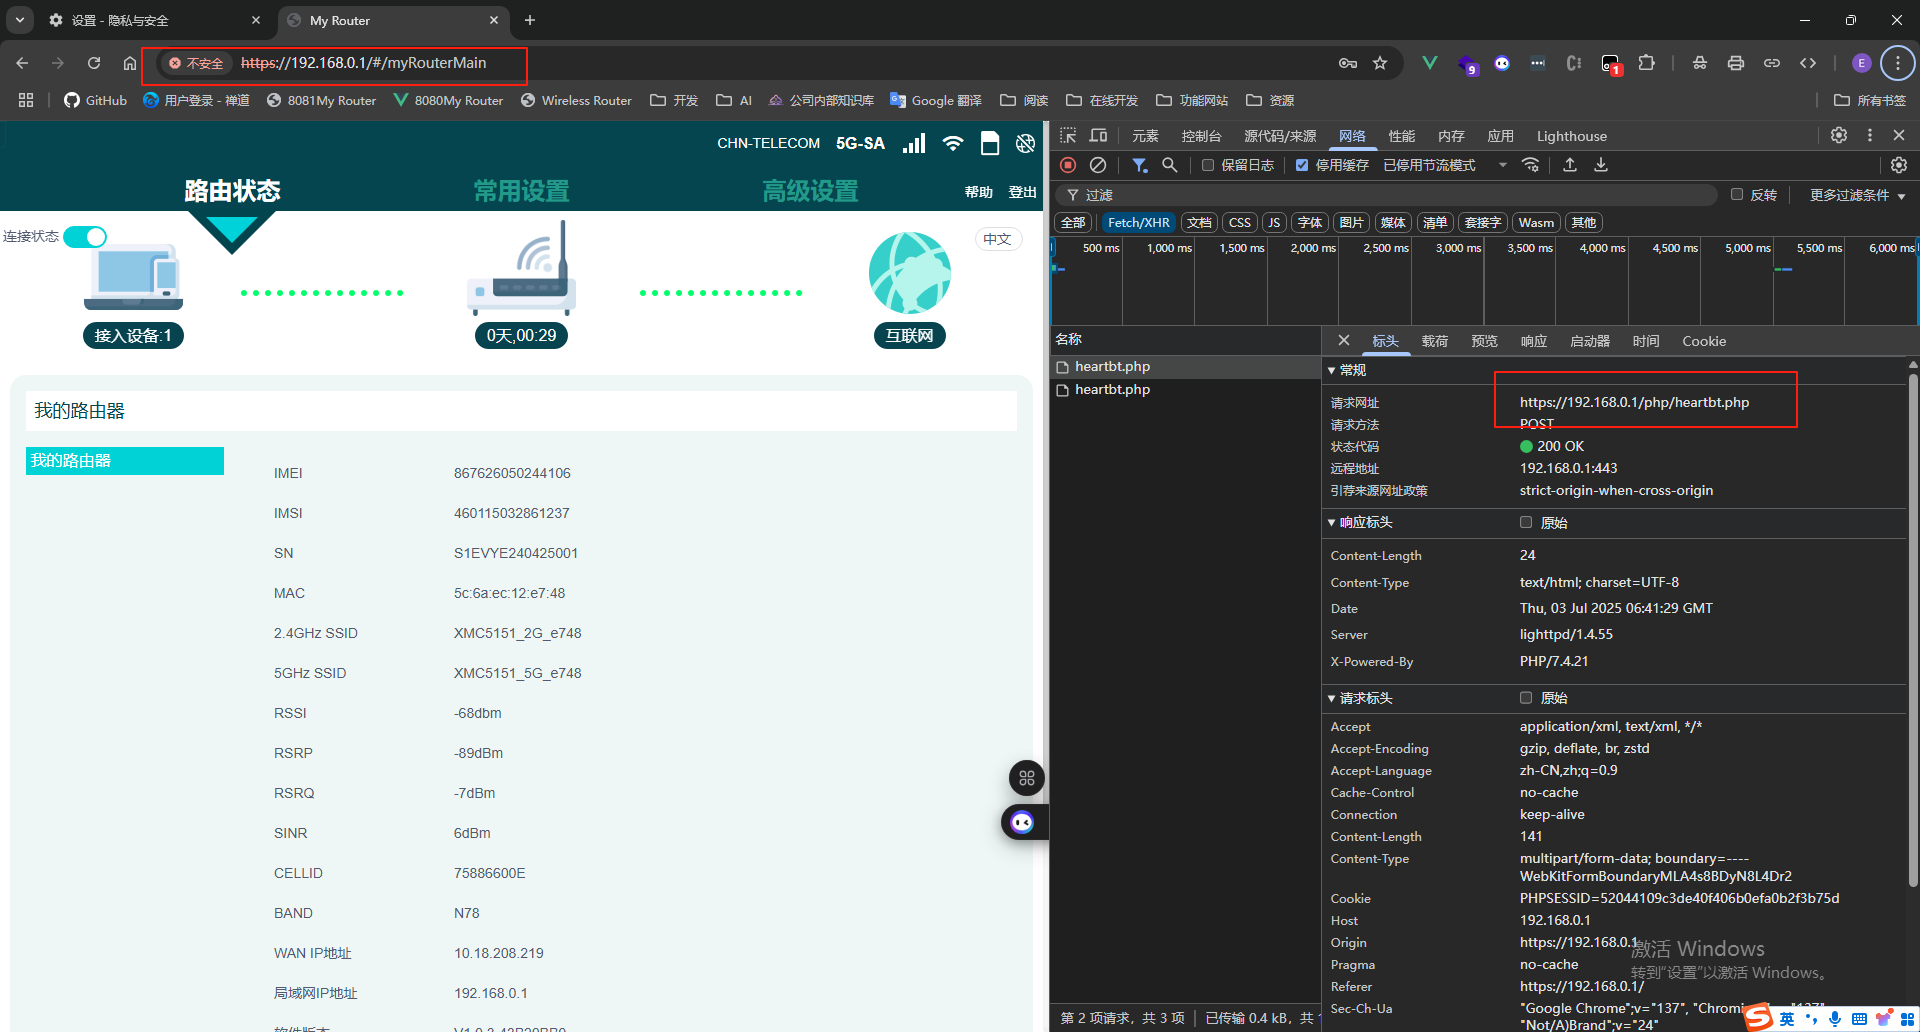 设置 - 隐私与安全
My Router
不安全
https://192.168.0.1/#/myRouterMain
9
1
E
GitHub
用户登录 - 禅道
8081My Router
8080My Router
Wireless Router
开发
AI
公司内部知识库
Google 翻译
阅读
在线开发
功能网站
资源
所有书签
CHN-TELECOM 5G-SA
路由状态
常用设置
高级设置
帮助
登出
连接状态
中文
接入设备:1
0天,00:29
互联网
我的路由器
我的路由器
IMEI 867626050244106
IMSI 460115032861237
SN S1EVYE240425001
MAC 5c:6a:ec:12:e7:48
2.4GHz SSID XMC5151_2G_e748
5GHz SSID XMC5151_5G_e748
RSSI -68dbm
RSRP -89dBm
RSRQ -7dBm
SINR 6dBm
CELLID 75886600E
BAND N78
WAN IP地址 10.18.208.219
局域网IP地址 192.168.0.1
元素
控制台
源代码/来源
网络
性能
内存
应用
Lighthouse
保留日志
停用缓存
已停用节流模式
过滤
反转
更多过滤条件
全部
Fetch/XHR
文档
CSS
JS
字体
图片
媒体
清单
套接字
Wasm
其他
500 ms
1,000 ms
1,500 ms
2,000 ms
2,500 ms
3,000 ms
3,500 ms
4,000 ms
4,500 ms
5,000 ms
5,500 ms
6,000 ms
名称
heartbt.php
heartbt.php
第 2 项请求，共 3 项
已传输 0.4 kB，共
标头
载荷
预览
响应
启动器
时间
Cookie
常规
请求网址 https://192.168.0.1/php/heartbt.php
请求方法 POST
状态代码 200 OK
远程地址 192.168.0.1:443
引荐来源网址政策 strict-origin-when-cross-origin
响应标头
原始
Content-Length 24
Content-Type text/html; charset=UTF-8
Date Thu, 03 Jul 2025 06:41:29 GMT
Server lighttpd/1.4.55
X-Powered-By PHP/7.4.21
请求标头
原始
Accept application/xml, text/xml, */*
Accept-Encoding gzip, deflate, br, zstd
Accept-Language zh-CN,zh;q=0.9
Cache-Control no-cache
Connection keep-alive
Content-Length 141
Content-Type multipart/form-data; boundary=----
WebKitFormBoundaryMLA4s8BDyN8L4Dr2
Cookie PHPSESSID=52044109c3de40f406b0efa0b2f3b75d
Host 192.168.0.1
Origin https://192.168.0.1
Pragma no-cache
Referer https://192.168.0.1/
Sec-Ch-Ua "Google Chrome";v="137",
"Not/A)Brand";v="24"
激活 Windows
转到"设置"以激活 Windows。
英